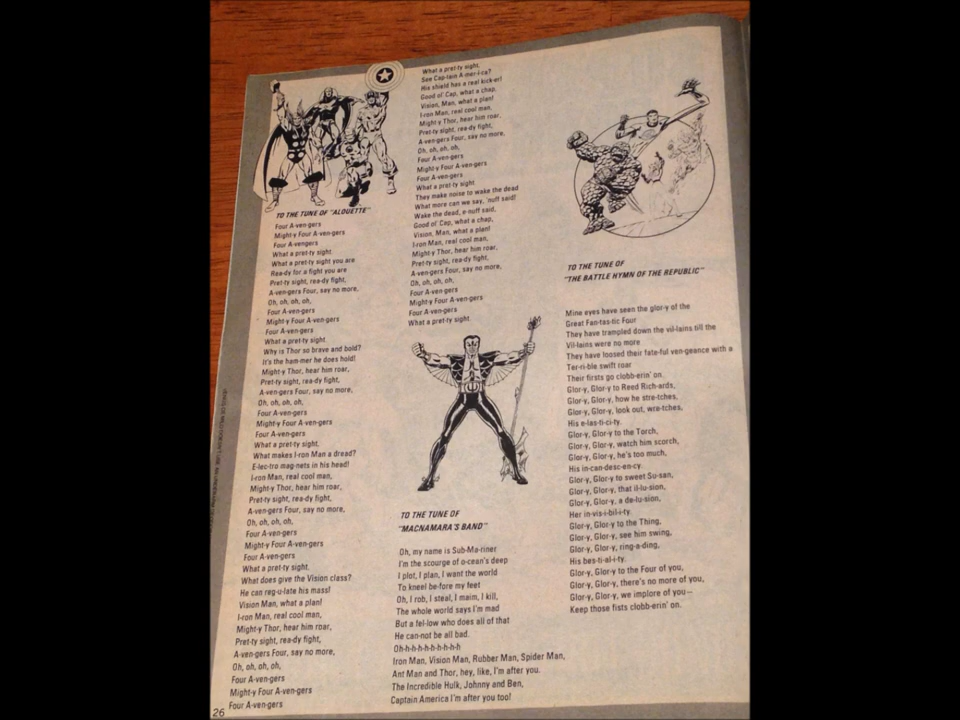 TO THE TUNE OF "ALOUETTE"
Four A-ven-gers
Might-y Four A-ven-gers
Four A-vengers
What a pret-ty sight.
What a pret-ty sight you are
Rea-dy for a fight you are
Pret-ty sight, rea-dy fight,
A-ven-gers Four, say no more,
Oh, oh, oh, oh,
Four A-ven-gers
Might-y Four A-ven-gers
Four A-ven-gers
What a pret-ty sight.
Why is Thor so brave and bold?
It's the ham-mer he does hold!
Might-y Thor, hear him roar,
Pret-ty sight, rea-dy fight,
A-ven-gers Four, say no more,
Oh, oh, oh, oh,
Four A-ven-gers
Might-y Four A-ven-gers
Four A-ven-gers
What a pret-ty sight.
What makes I-ron Man a dread?
E-lec-tro mag-nets in his head!
I-ron Man, real cool man,
Might-y Thor, hear him roar,
Pret-ty sight, rea-dy fight,
A-ven-gers Four, say no more,
Oh, oh, oh, oh,
Four A-ven-gers
Might-y Four A-ven-gers
Four A-ven-gers
What a pret-ty sight.
What does give the Vision class?
He can reg-u-late his mass!
Vision Man, what a plan!
I-ron Man, real cool man,
Might-y Thor, hear him roar,
Pret-ty sight, rea-dy fight,
A-ven-gers Four, say no more,
Oh, oh, oh, oh,
Four A-ven-gers
Might-y Four A-ven-gers
Four A-ven-gers
26
What a pret-ty sight,
See Cap-tain A-mer-i-ca?
His shield has a real kick-er!
Good ol' Cap, what a chap,
Vision, Man, what a plan!
I-ron Man, real cool man,
Might-y Thor, hear him roar,
Pret-ty sight, rea-dy fight,
A-ven-gers Four, say no more,
Oh, oh, oh, oh,
Four A-ven-gers
Might-y Four A-ven-gers
Four A-ven-gers
What a pret-ty sight
They make noise to wake the dead
What more can we say, 'nuff said!
Wake the dead, e-nuff said,
Good ol' Cap, what a chap,
Vision, Man, what a plan!
I-ron Man, real cool man,
Might-y Thor, hear him roar,
Pret-ty sight, rea-dy fight,
A-ven-gers Four, say no more,
Oh, oh, oh, oh,
Four A-ven-gers
Might-y Four A-ven-gers
Four A-ven-gers
What a pret-ty sight.
TO THE TUNE OF
"MACNAMARA'S BAND"
Oh, my name is Sub-Ma-riner
I'm the scourge of o-cean's deep
I plot, I plan, I want the world
To kneel be-fore my feet
Oh, I rob, I steal, I maim, I kill,
The whole world says I'm mad
But a fel-low who does all of that
He can-not be all bad.
Oh-h-h-h-h-h-h-h-h
Iron Man, Vision Man, Rubber Man, Spider Man,
Ant Man and Thor, hey, like, I'm after you.
The Incredible Hulk, Johnny and Ben,
Captain America I'm after you too!
TO THE TUNE OF
"THE BATTLE HYMN OF THE REPUBLIC"
Mine eyes have seen the glor-y of the
Great Fan-tas-tic Four
They have trampled down the vil-lains till the
Vil-lains were no more
They have loosed their fate-ful ven-geance with a
Ter-ri-ble swift roar
Their firsts go clobb-erin' on.
Glor-y, Glor-y to Reed Rich-ards,
Glor-y, Glor-y, how he stre-tches,
Glor-y, Glor-y, look out, wre-tches,
His e-las-ti-ci-ty.
Glor-y, Glor-y to the Torch,
Glor-y, Glor-y, watch him scorch,
Glor-y, Glor-y, he's too much,
His in-can-desc-en-cy.
Glor-y, Glor-y to sweet Su-san,
Glor-y, Glor-y, that il-lu-sion,
Glor-y, Glor-y, a de-lu-sion,
Her in-vis-i-bil-i-ty.
Glor-y, Glor-y to the Thing,
Glor-y, Glor-y, see him swing,
Glor-y, Glor-y, ring-a-ding,
His bes-ti-al-i-ty.
Glor-y, Glor-y to the Four of you,
Glor-y, Glor-y, there's no more of you,
Glor-y, Glor-y, we implore of you—
Keep those fists clobb-erin' on.